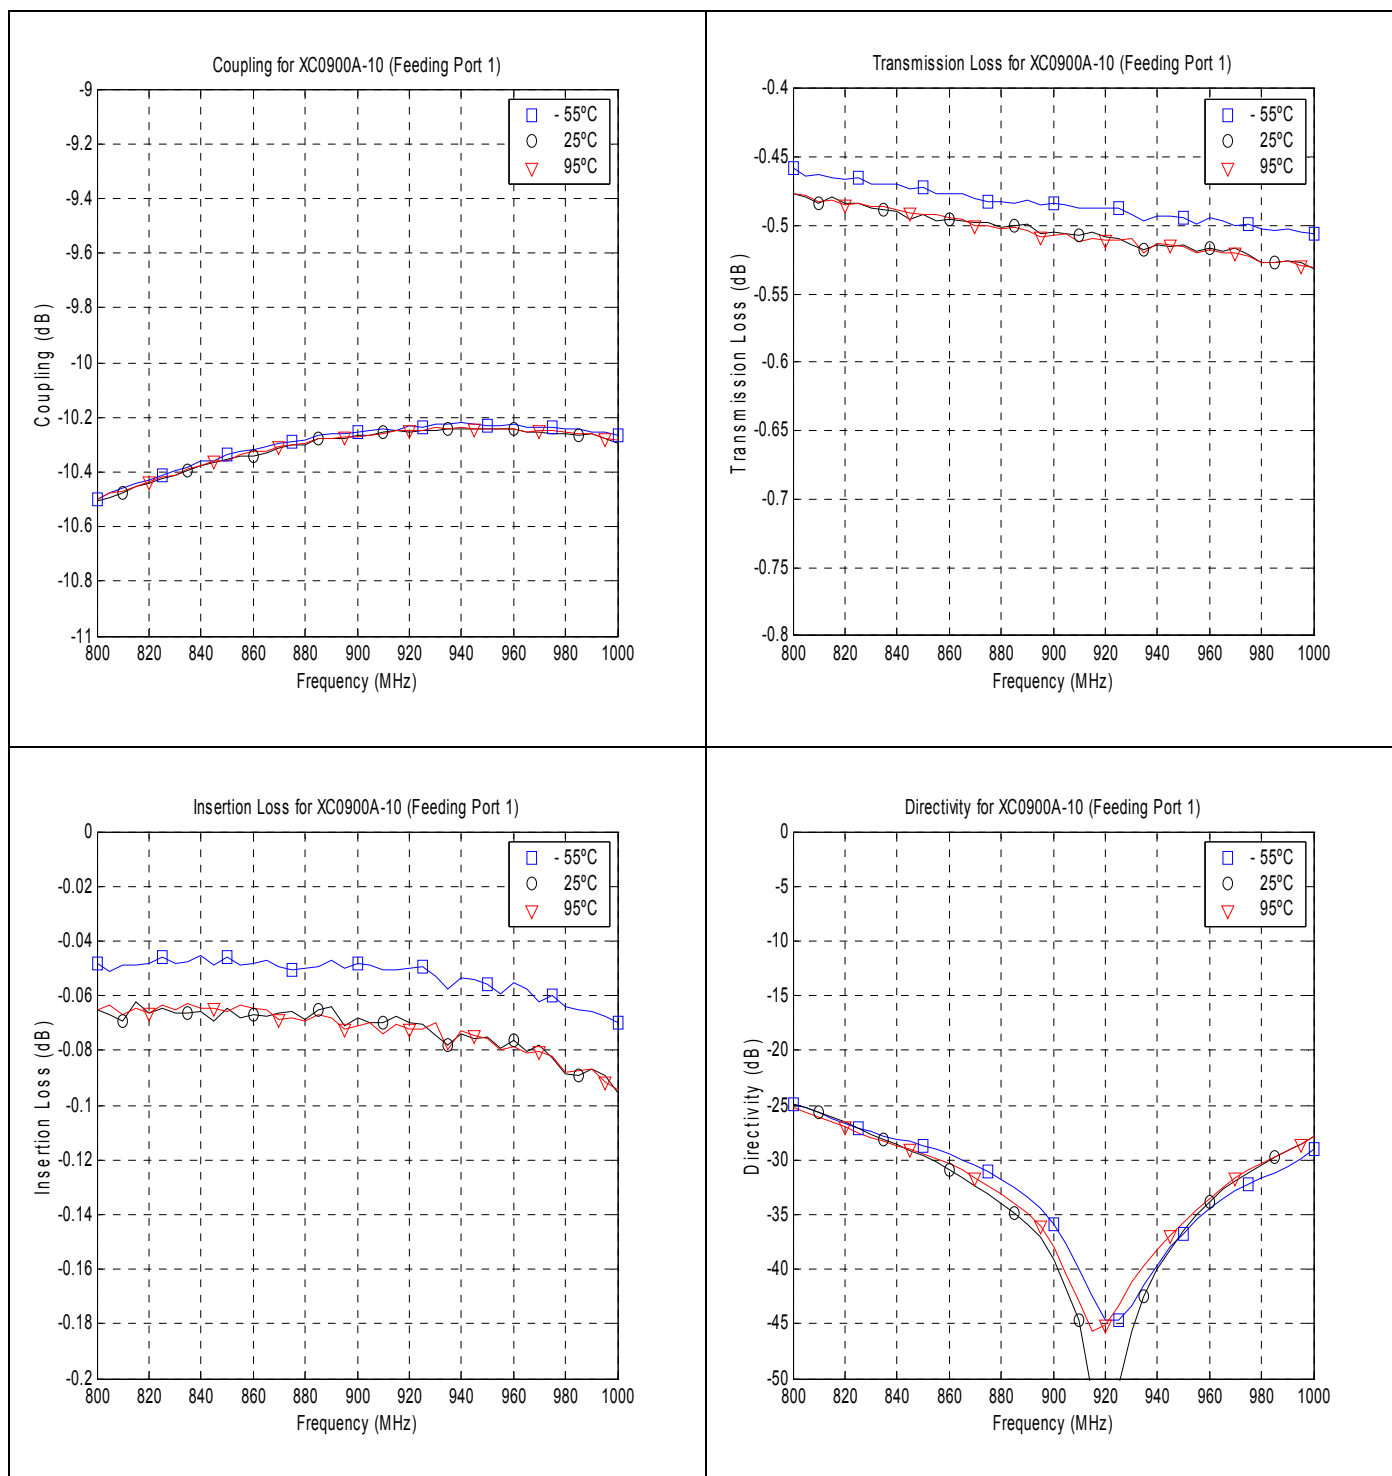 Coupling for XC0900A-10 (Feeding Port 1)
-9
-9.2
-9.4
-9.6
-9.8
-10
-10.2
-10.4
-10.6
-10.8
-11
Coupling (dB)
- 55ºC
25ºC
95ºC
800 820 840 860 880 900 920 940 960 980 1000
Frequency (MHz)
Transmission Loss for XC0900A-10 (Feeding Port 1)
-0.4
-0.45
-0.5
-0.55
-0.6
-0.65
-0.7
-0.75
-0.8
Transmission Loss (dB)
- 55ºC
25ºC
95ºC
800 820 840 860 880 900 920 940 960 980 1000
Frequency (MHz)
Insertion Loss for XC0900A-10 (Feeding Port 1)
0
-0.02
-0.04
-0.06
-0.08
-0.1
-0.12
-0.14
-0.16
-0.18
-0.2
Insertion Loss (dB)
- 55ºC
25ºC
95ºC
800 820 840 860 880 900 920 940 960 980 1000
Frequency (MHz)
Directivity for XC0900A-10 (Feeding Port 1)
0
-5
-10
-15
-20
-25
-30
-35
-40
-45
-50
Directivity (dB)
- 55ºC
25ºC
95ºC
800 820 840 860 880 900 920 940 960 980 1000
Frequency (MHz)